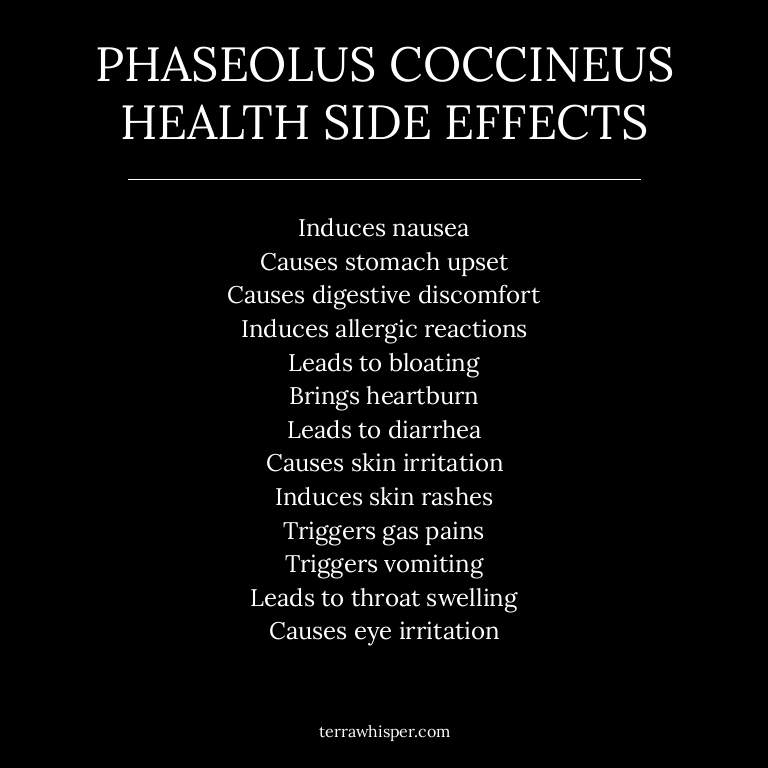 PHASEOLUS COCCINEUS
HEALTH SIDE EFFECTS
Induces nausea
Causes stomach upset
Causes digestive discomfort
Induces allergic reactions
Leads to bloating
Brings heartburn
Leads to diarrhea
Causes skin irritation
Induces skin rashes
Triggers gas pains
Triggers vomiting
Leads to throat swelling
Causes eye irritation
terrawhisper.com